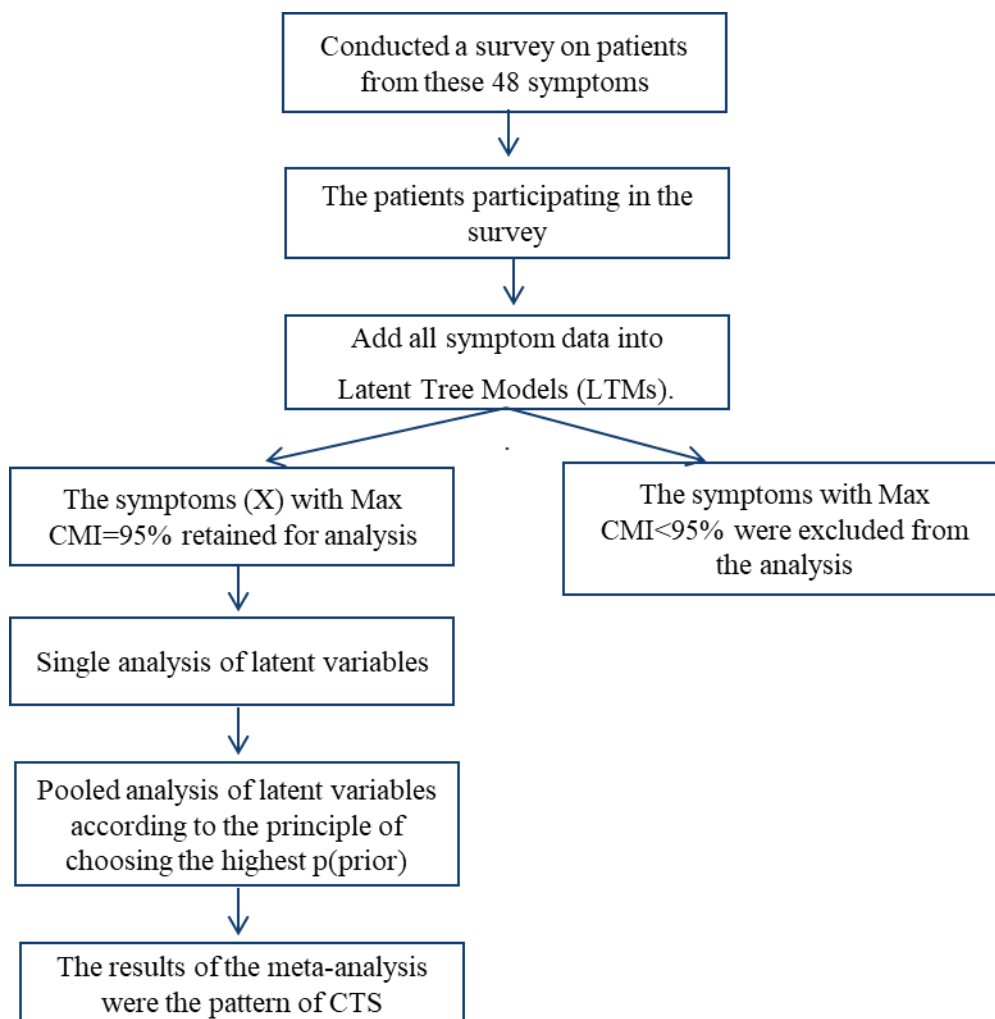 Conducted a survey on patients
from these 48 symptoms
The patients participating in the
survey
Add all symptom data into
Latent Tree Models (LTMs).
.
The symptoms (X) with Max
CMI=95% retained for analysis
The symptoms with Max
CMI<95% were excluded from
the analysis
Single analysis of latent variables
Pooled analysis of latent variables
according to the principle of
choosing the highest p(prior)
The results of the meta-analysis
were the pattern of CTS